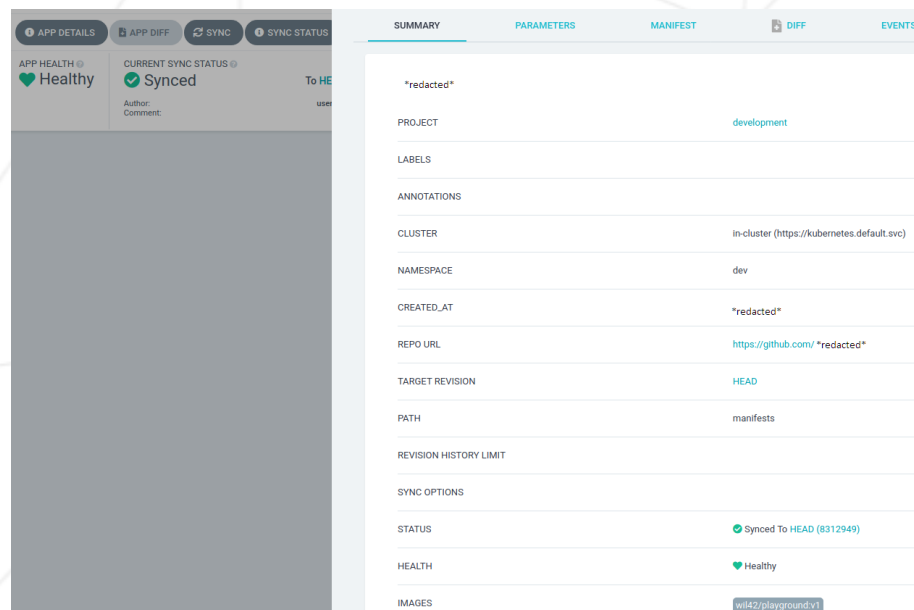 APP DETAILS
APP DIFF
SYNC
SYNC STATUS
APP HEALTH
Healthy
CURRENT SYNC STATUS
Synced
To HE
Author:
user
Comment:
SUMMARY
PARAMETERS
MANIFEST
DIFF
EVENTS
*redacted*
PROJECT development
LABELS
ANNOTATIONS
CLUSTER in-cluster (https://kubernetes.default.svc)
NAMESPACE dev
CREATED_AT *redacted*
REPO URL https://github.com/ *redacted*
TARGET REVISION HEAD
PATH manifests
REVISION HISTORY LIMIT
SYNC OPTIONS
STATUS Synced To HEAD (8312949)
HEALTH Healthy
IMAGES wil42/playground:v1